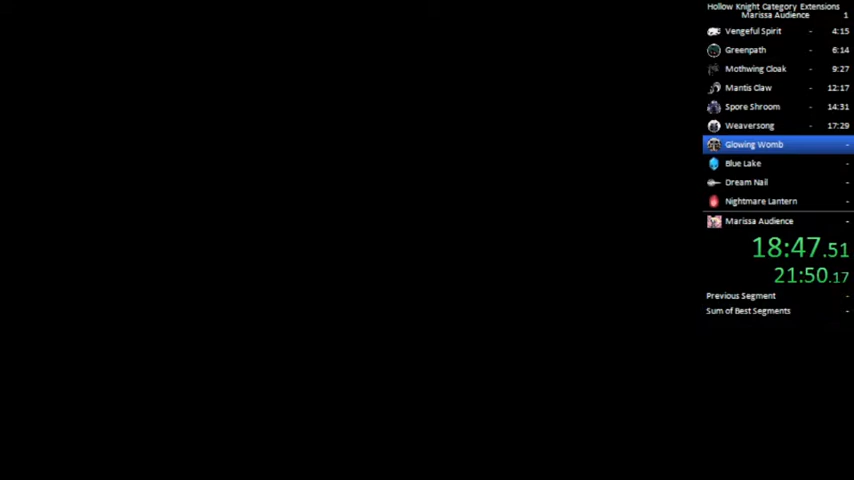 Hollow Knight Category Extensions
Marissa Audience 1
Vengeful Spirit - 4:15
Greenpath - 6:14
Mothwing Cloak - 9:27
Mantis Claw - 12:17
Spore Shroom - 14:31
Weaversong - 17:29
Glowing Womb -
Blue Lake -
Dream Nail -
Nightmare Lantern -
Marissa Audience -
18:47.51
21:50.17
Previous Segment -
Sum of Best Segments -